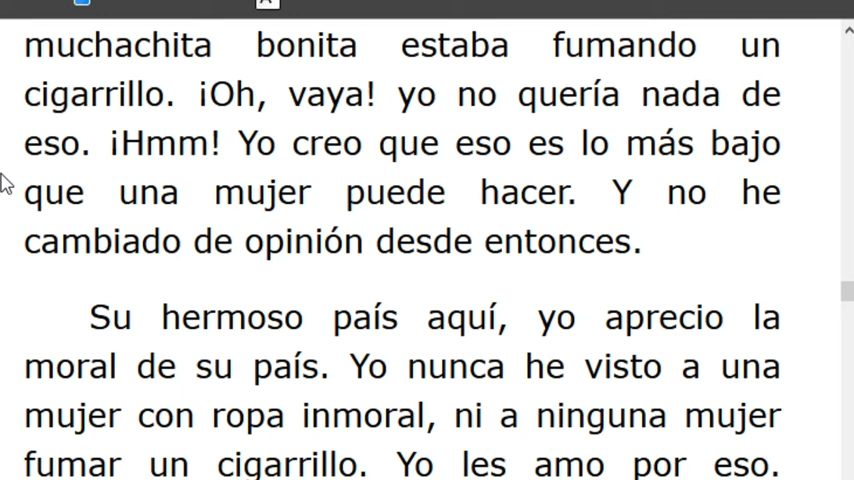 muchachita bonita estaba fumando un
cigarrillo. ¡Oh, vaya! yo no quería nada de
eso. ¡Hmm! Yo creo que eso es lo más bajo
que una mujer puede hacer. Y no he
cambiado de opinión desde entonces.
Su hermoso país aquí, yo aprecio la
moral de su país. Yo nunca he visto a una
mujer con ropa inmoral, ni a ninguna mujer
fumar un cigarrillo. Yo les amo por eso.